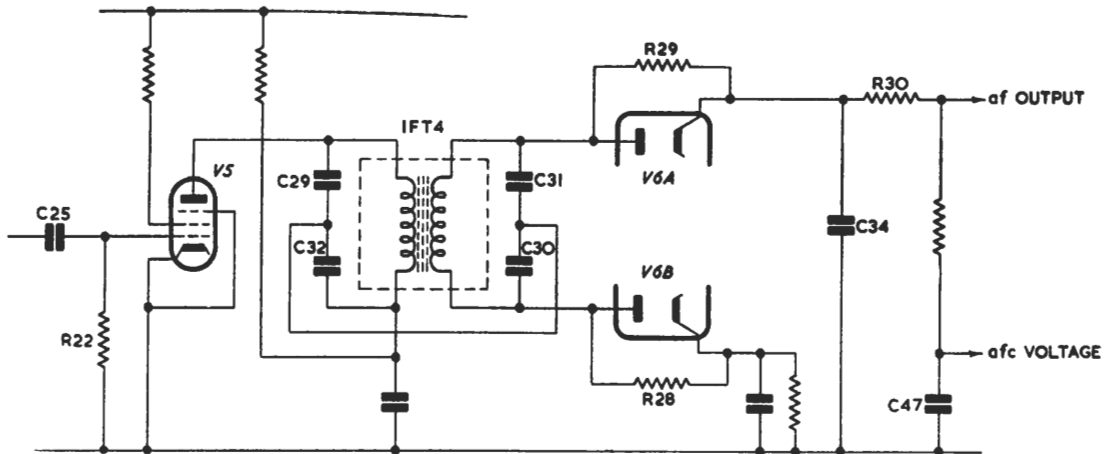 R29
R30
af OUTPUT
IFT4
V5
C29
C31
V6A
C25
C34
C32
C30
V6B
R22
afc VOLTAGE
R28
C47